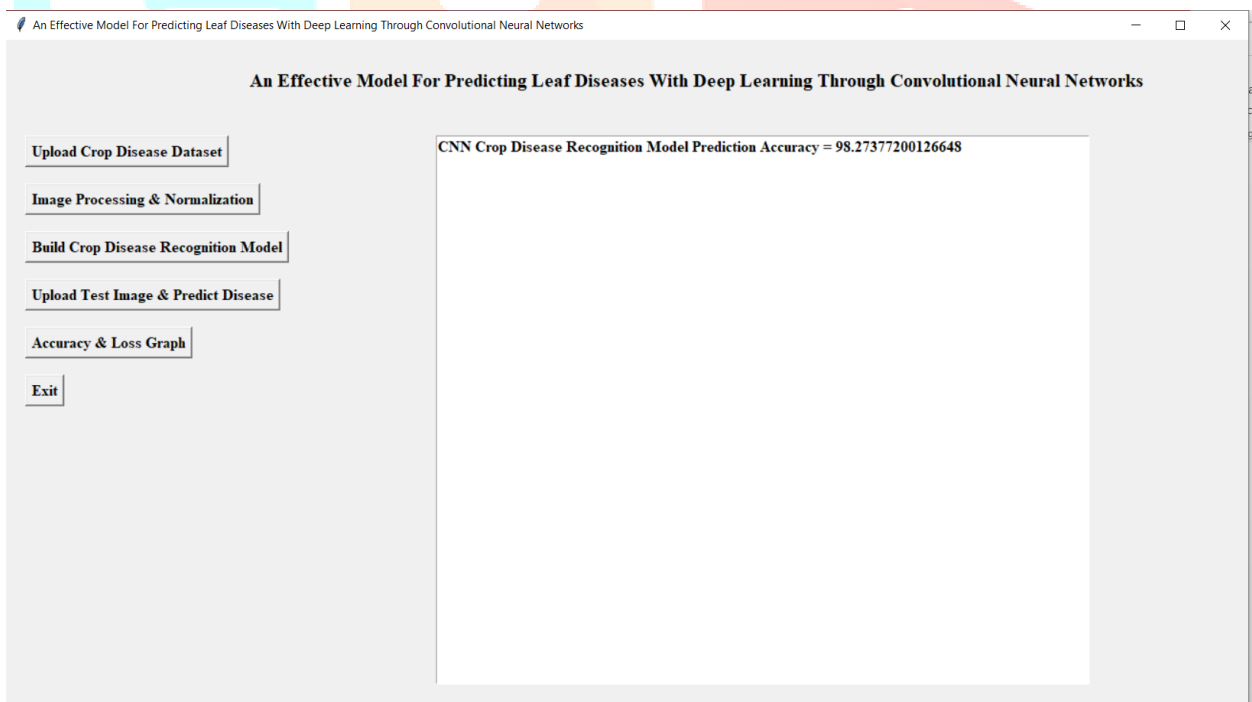 An Effective Model For Predicting Leaf Diseases With Deep Learning Through Convolutional Neural Networks
An Effective Model For Predicting Leaf Diseases With Deep Learning Through Convolutional Neural Networks
Upload Crop Disease Dataset
CNN Crop Disease Recognition Model Prediction Accuracy = 98.27377200126648
Image Processing & Normalization
Build Crop Disease Recognition Model
Upload Test Image & Predict Disease
Accuracy & Loss Graph
Exit